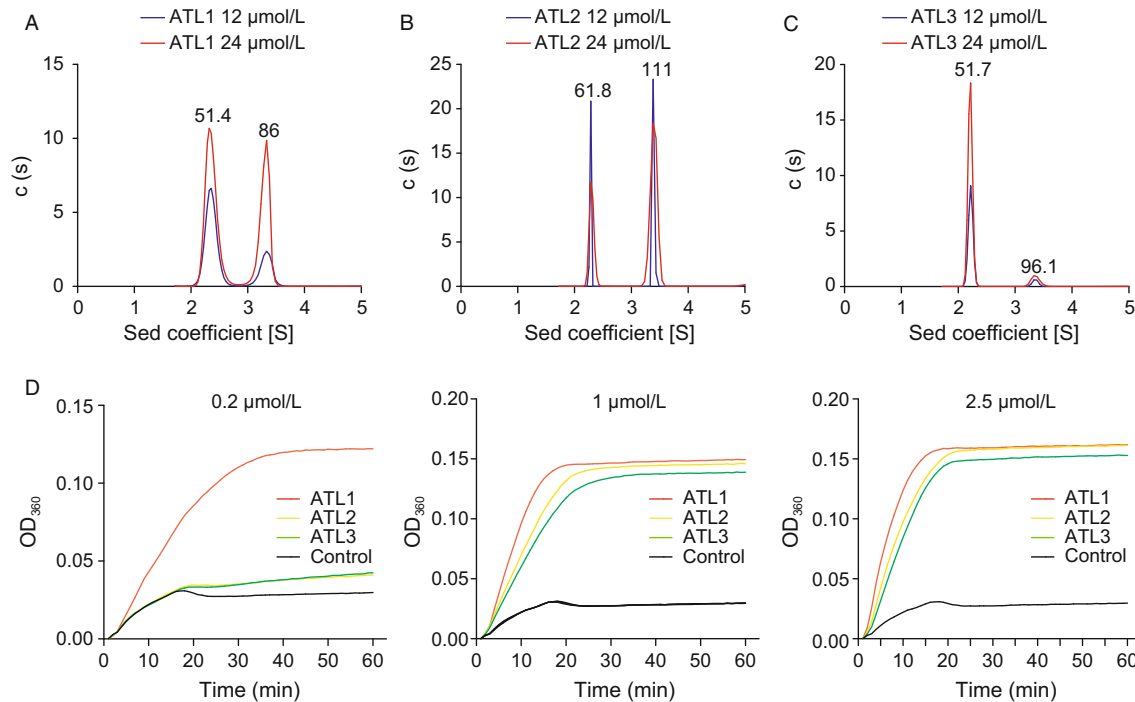 A
ATL1 12 µmol/L
ATL1 24 µmol/L
15
10
5
0
c (s)
51.4
86
0 1 2 3 4 5
Sed coefficient [S]
B
ATL2 12 µmol/L
ATL2 24 µmol/L
25
20
15
10
5
0
c (s)
61.8
111
0 1 2 3 4 5
Sed coefficient [S]
C
ATL3 12 µmol/L
ATL3 24 µmol/L
20
15
10
5
0
c (s)
51.7
96.1
0 1 2 3 4 5
Sed coefficient [S]
D
0.2 µmol/L
0.15
0.10
0.05
0.00
OD360
ATL1
ATL2
ATL3
Control
0 10 20 30 40 50 60
Time (min)
1 µmol/L
0.20
0.15
0.10
0.05
0.00
OD360
ATL1
ATL2
ATL3
Control
0 10 20 30 40 50 60
Time (min)
2.5 µmol/L
0.20
0.15
0.10
0.05
0.00
OD360
ATL1
ATL2
ATL3
Control
0 10 20 30 40 50 60
Time (min)